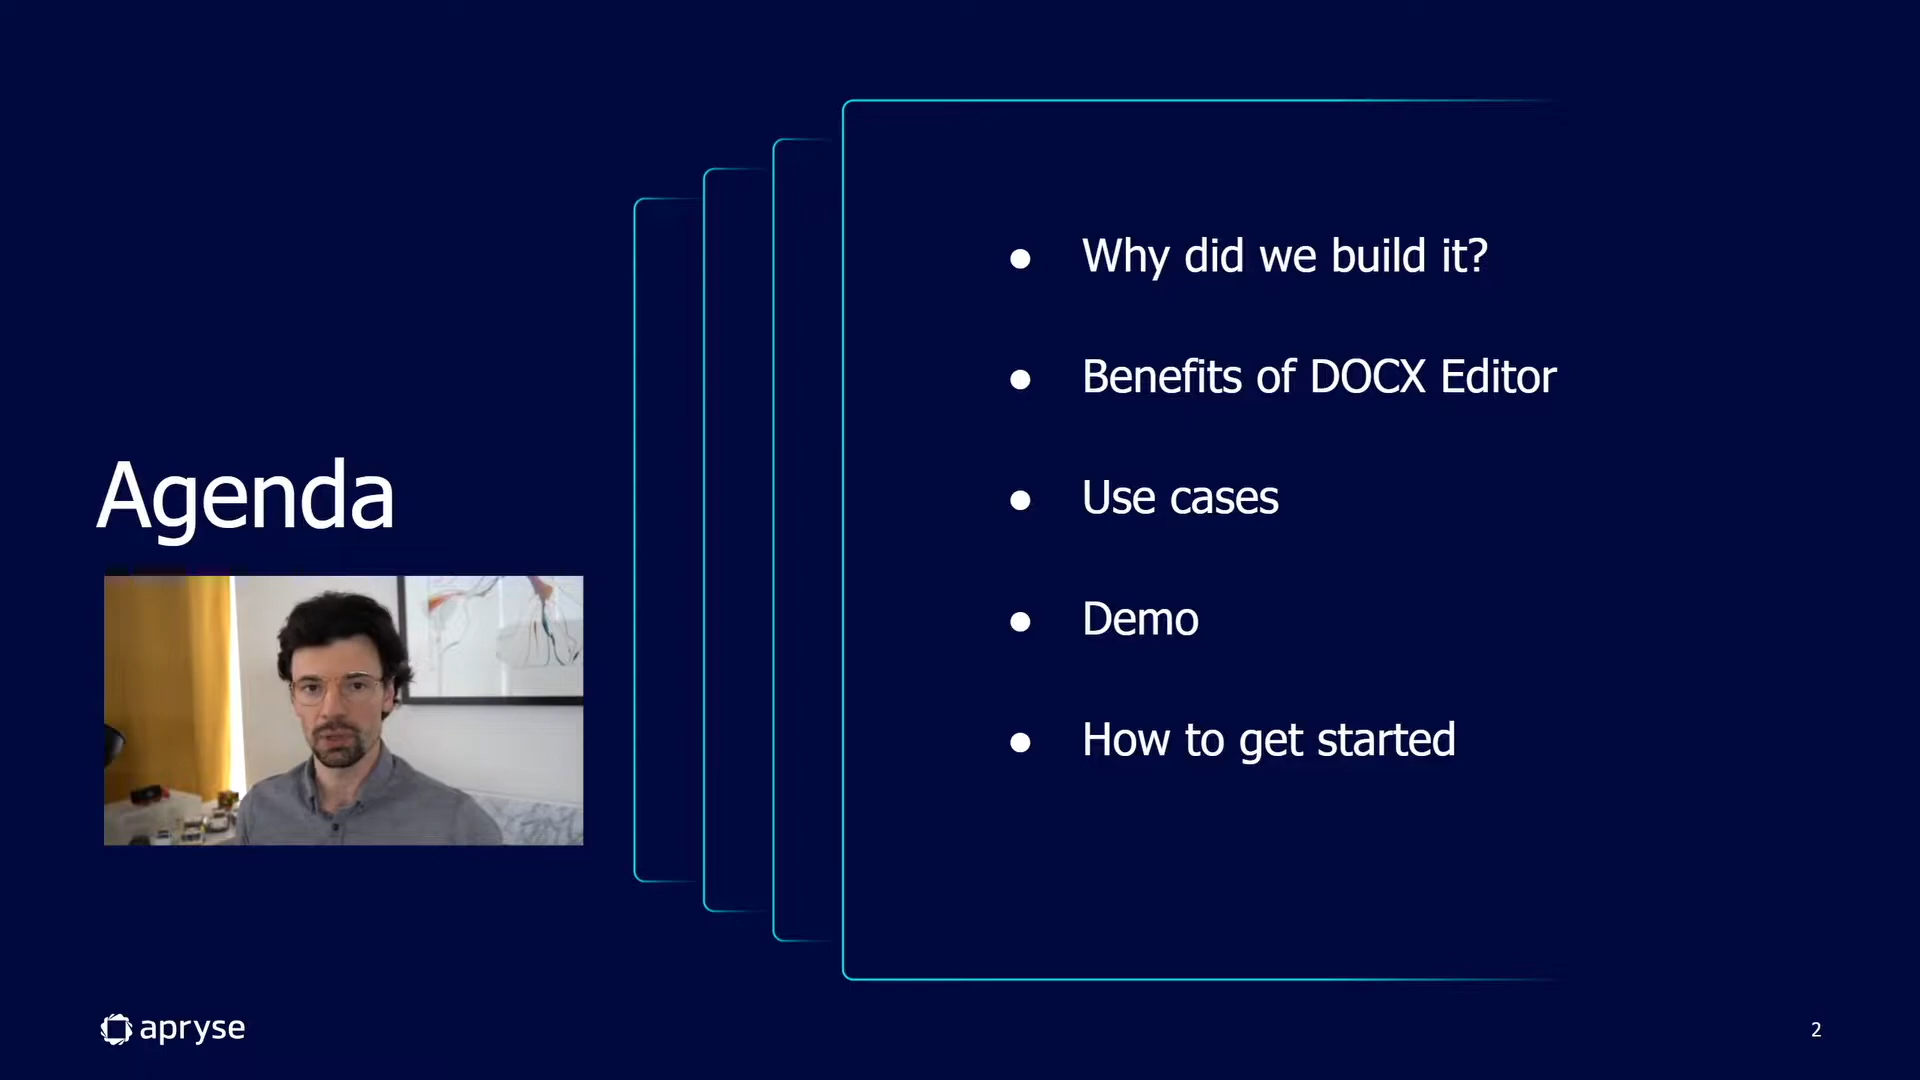 Agenda
● Why did we build it?
● Benefits of DOCX Editor
● Use cases
● Demo
● How to get started
apryse
2